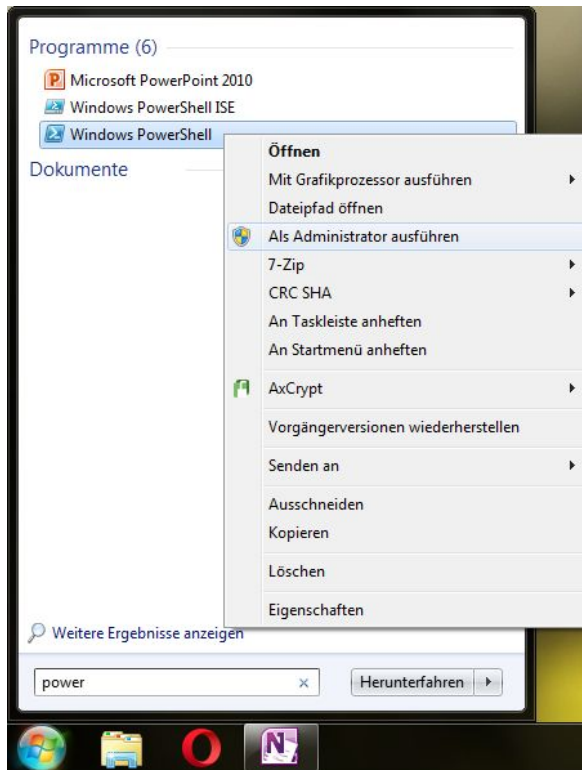 Programme (6)
Microsoft PowerPoint 2010
Windows PowerShell ISE
Windows PowerShell
Dokumente
Öffnen
Mit Grafikprozessor ausführen
Dateipfad öffnen
Als Administrator ausführen
7-Zip
CRC SHA
An Taskleiste anheften
An Startmenü anheften
AxCrypt
Vorgängerversionen wiederherstellen
Senden an
Ausschneiden
Kopieren
Löschen
Eigenschaften
Weitere Ergebnisse anzeigen
power
Herunterfahren